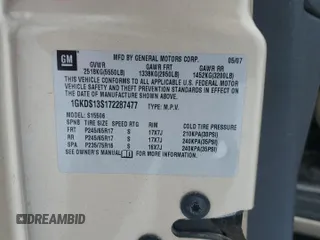 GM MFD BY GENERAL MOTORS CORP. 05/07
GVWR GAWR FRT GAWR RR
2518KG(5550LB) 1338KG(2950LB) 1452KG(3200LB)
THIS VEHICLE CONFORMS TO ALL APPLICABLE U.S. FEDERAL
MOTOR VEHICLE SAFETY AND THEFT PREVENTION STANDARDS IN
EFFECT ON THE DATE OF MANUFACTURE SHOWN ABOVE.
1GKDS13S172287477 TYPE: M.P.V.
MODEL: S15506
SPNS TIRE SIZE SPEED RTG RIM COLD TIRE PRESSURE
FRT P245/65R17 S 17X7J 210KPA(30PSI)
RR P245/65R17 S 17X7J 240KPA(35PSI)
SPA P235/75R16 S 16X7J 240KPA(35PSI)
SEE OWNER'S MANUAL FOR ADDITIONAL INFORMATION
DREAMBID